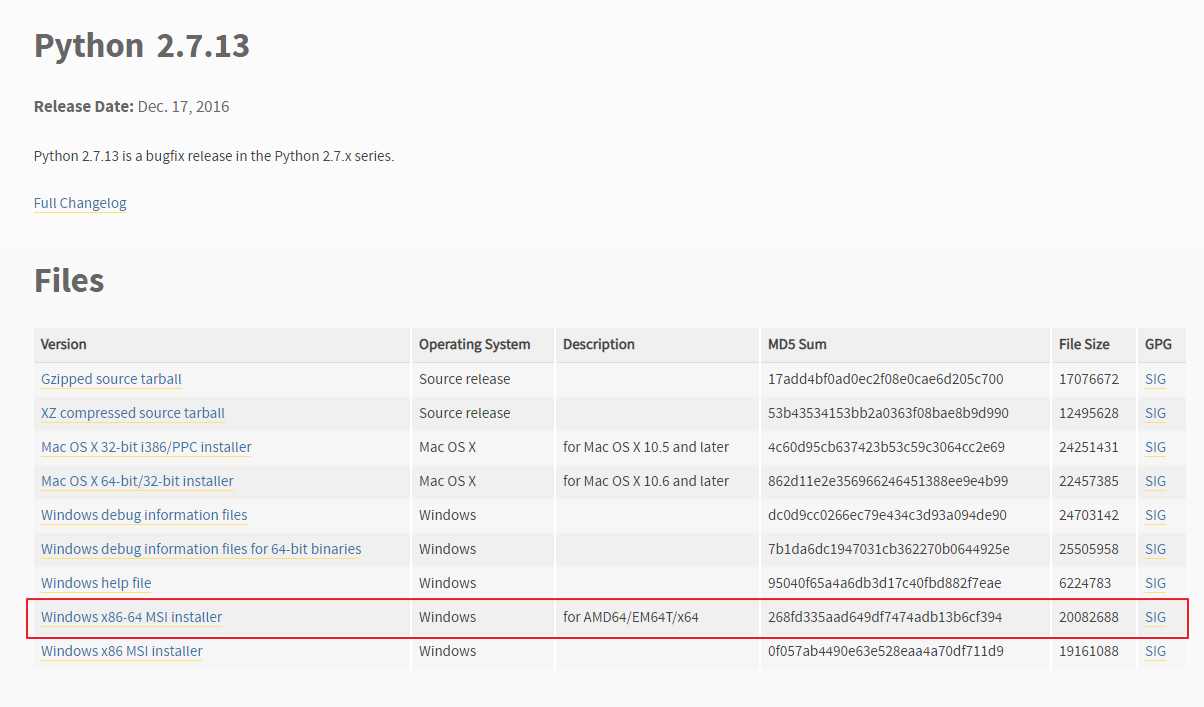 Python 2.7.13
Release Date: Dec. 17, 2016
Python 2.7.13 is a bugfix release in the Python 2.7.x series.
Full Changelog
Files
Version Operating System Description MD5 Sum File Size GPG
Gzipped source tarball Source release 17add4bf0ad0ec2f08e0cae6d205c700 17076672 SIG
XZ compressed source tarball Source release 53b43534153bb2a0363f08bae8b9d990 12495628 SIG
Mac OS X 32-bit i386/PPC installer Mac OS X for Mac OS X 10.5 and later 4c60d95cb637423b53c59c3064cc2e69 24251431 SIG
Mac OS X 64-bit/32-bit installer Mac OS X for Mac OS X 10.6 and later 862d11e2e356966246451388ee9e4b99 22457385 SIG
Windows debug information files Windows dc0d9cc0266ec79e434c3d93a094de90 24703142 SIG
Windows debug information files for 64-bit binaries Windows 7b1da6dc1947031cb362270b0644925e 25505958 SIG
Windows help file Windows 95040f65a4a6db3d17c40fbd882f7eae 6224783 SIG
Windows x86-64 MSI installer Windows for AMD64/EM64T/x64 268fd335aad649df7474adb13b6cf394 20082688 SIG
Windows x86 MSI installer Windows 0f057ab4490e63e528eaa4a70df711d9 19161088 SIG